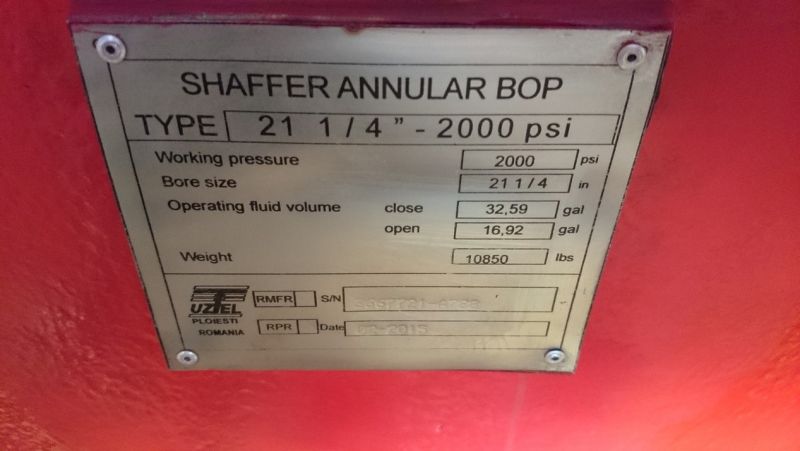 SHAFFER ANNULAR BOP
TYPE 21 1/4" - 2000 psi
Working pressure 2000 psi
Bore size 21 1/4 in
Operating fluid volume close 32,59 gal
open 16,92 gal
Weight 10850 lbs
UZTEL
PLOIESTI
ROMANIA
RMFR S/N
RPR Date 2015